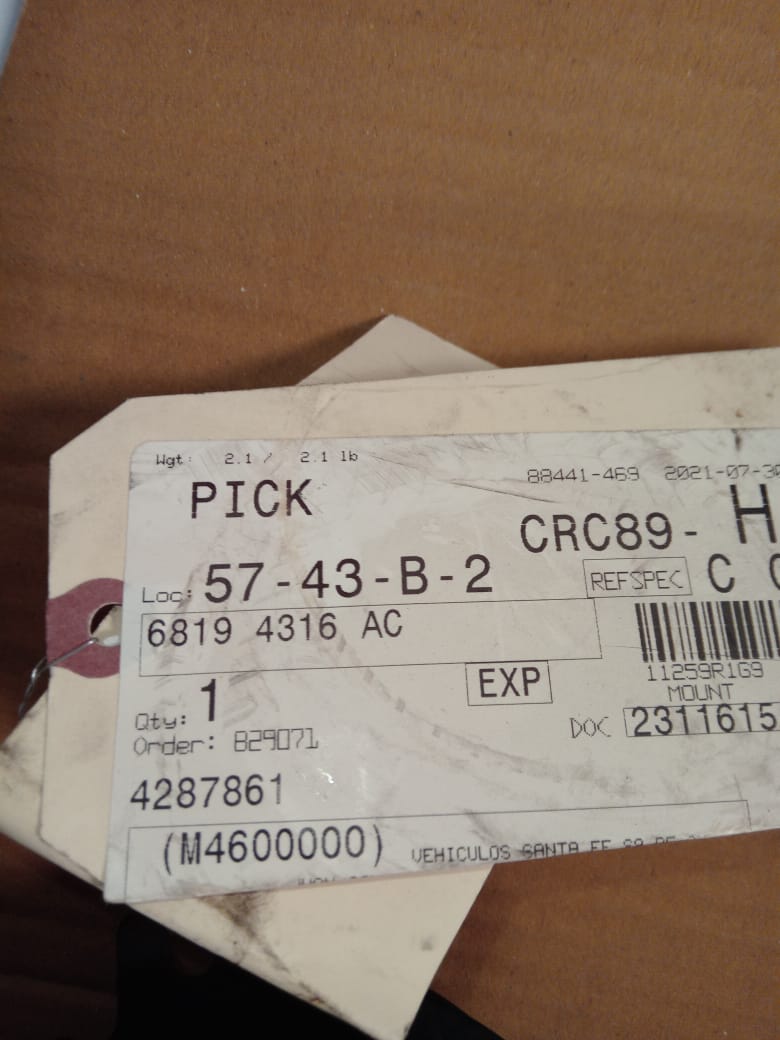 Wgt: 2.1 / 2.1 lb
88441-469 2021-07-30
PICK
CRC89- H
Loc: 57-43-B-2
REFSPEC C
6819 4316 AC
11259R1G9
MOUNT
EXP
Qty: 1
DOC 2311615
Order: 829071
4287861
(M4600000) VEHICULOS SANTA FE